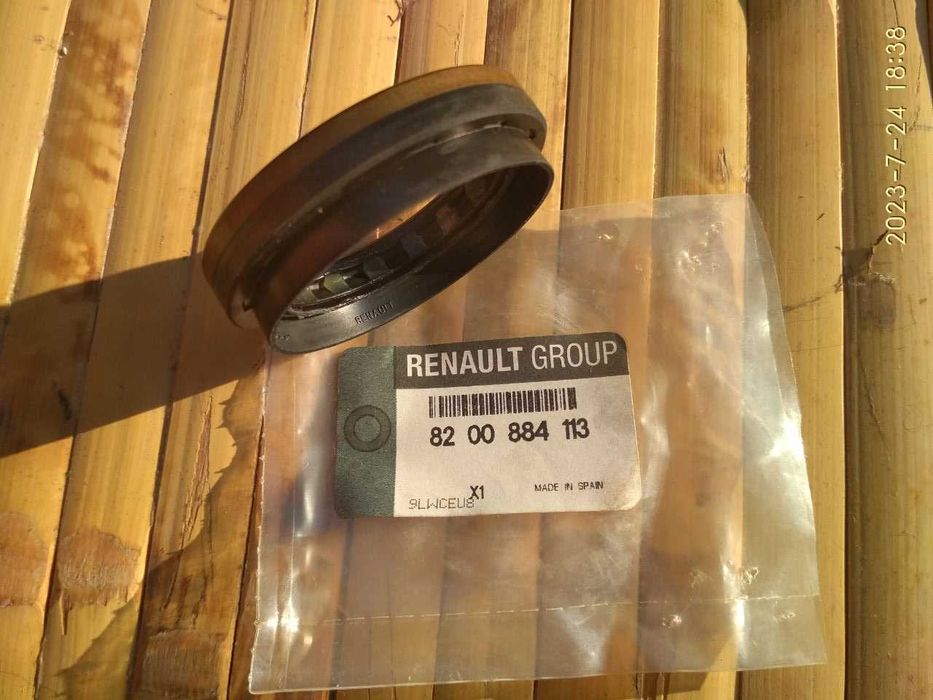 2023-7-24 18:38
RENAULT
RENAULT GROUP
82 00 884 113
X1
MADE IN SPAIN
9LWCEU8